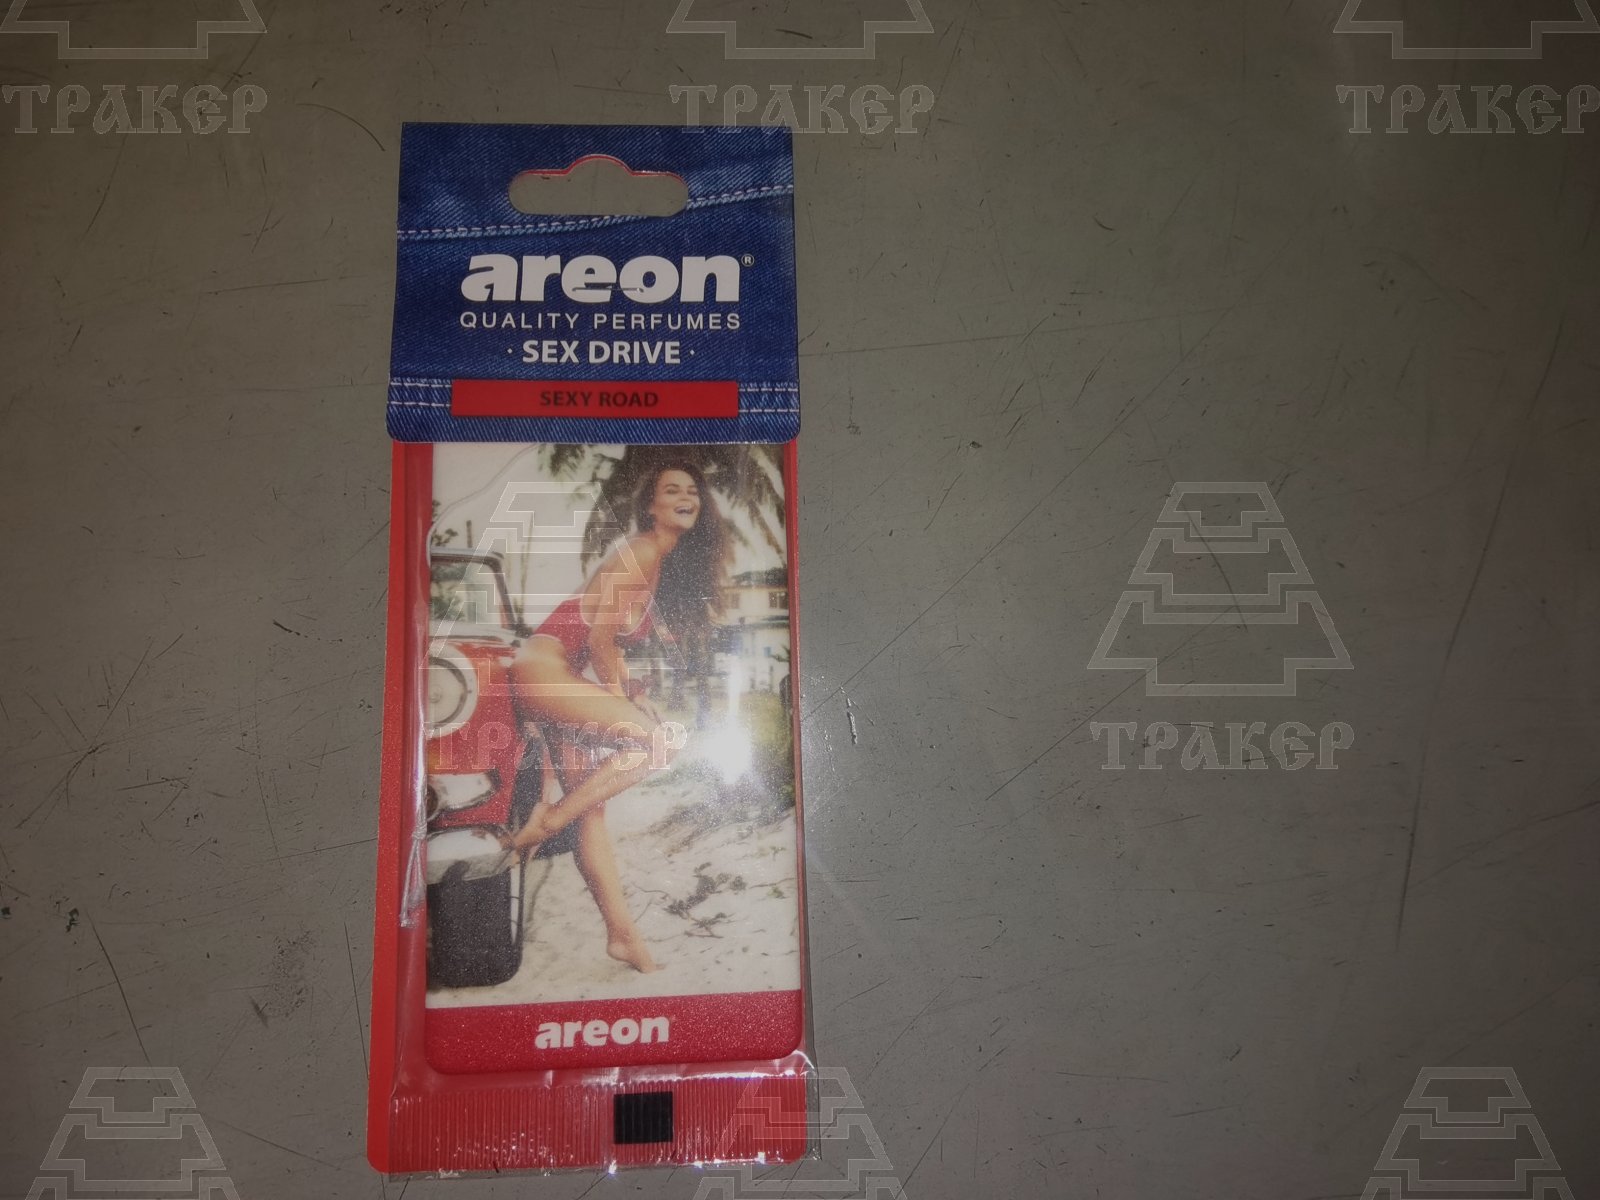 ТРАКЕР ТРАКЕР ТРАКЕР
areon®
QUALITY PERFUMES
· SEX DRIVE ·
SEXY ROAD
ТРАКЕР ТРАКЕР
areon